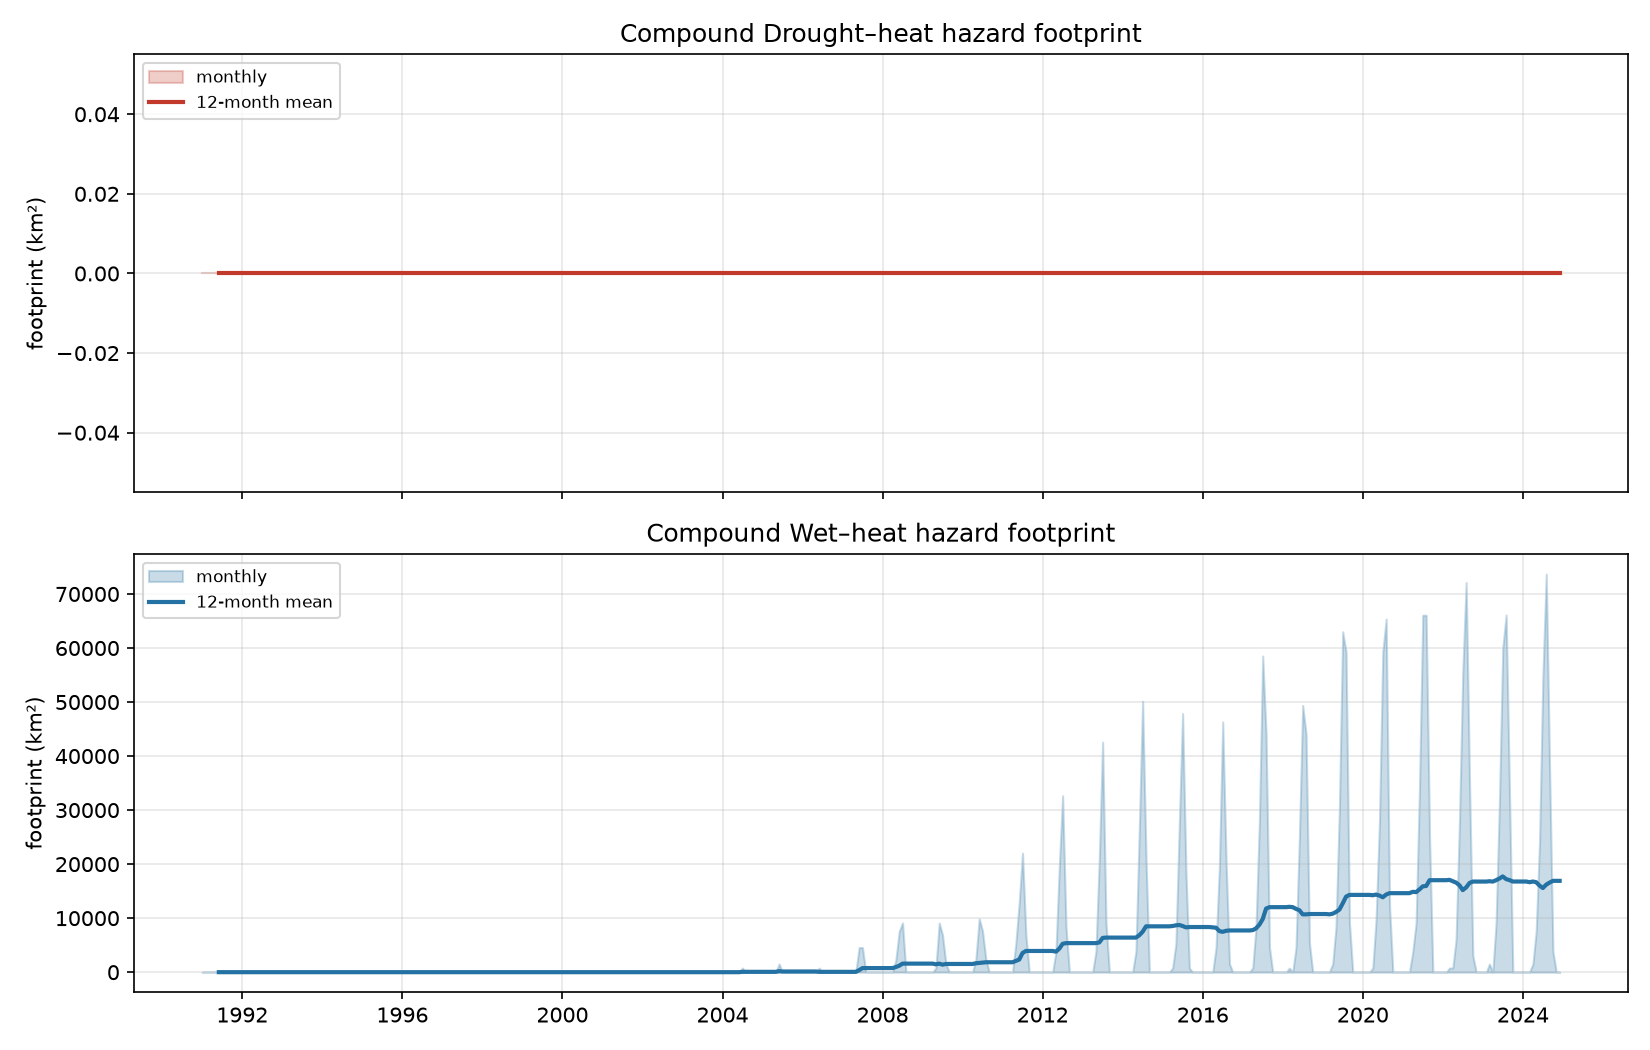 Compound Drought–heat hazard footprint
monthly
12-month mean
footprint (km²)
0.04
0.02
0.00
−0.02
−0.04
Compound Wet–heat hazard footprint
monthly
12-month mean
footprint (km²)
70000
60000
50000
40000
30000
20000
10000
0
1992 1996 2000 2004 2008 2012 2016 2020 2024